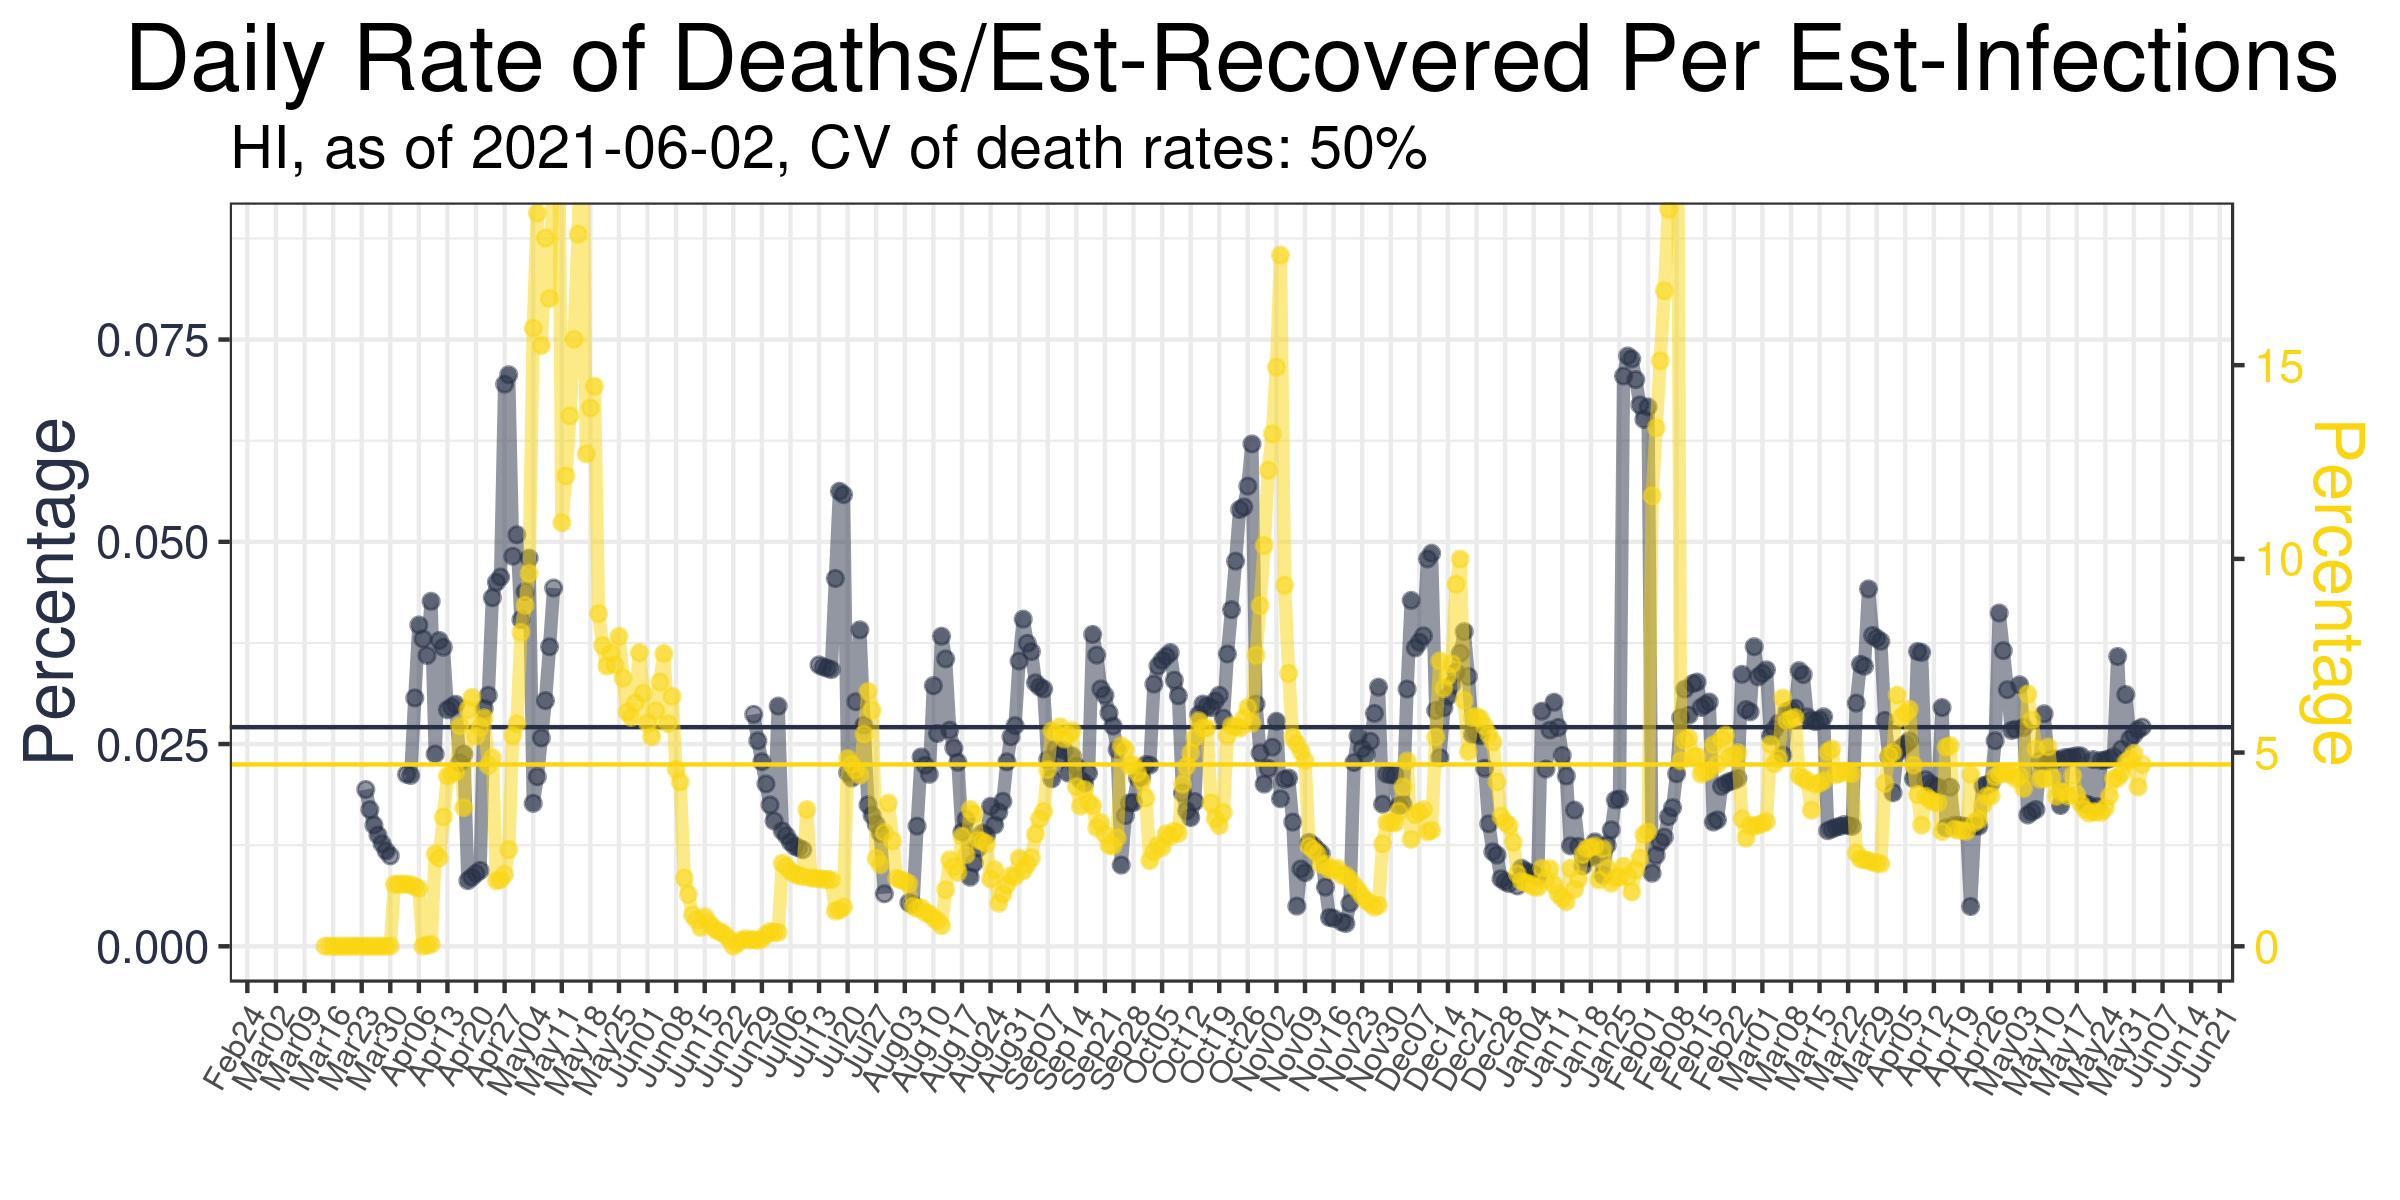 Daily Rate of Deaths/Est-Recovered Per Est-Infections
HI, as of 2021-06-02, CV of death rates: 50%
Percentage
0.075
0.050
0.025
0.000
15
10
5
0
Percentage
Feb24
Mar02
Mar09
Mar16
Mar23
Mar30
Apr06
Apr13
Apr20
Apr27
May04
May11
May18
May25
Jun01
Jun08
Jun15
Jun22
Jun29
Jul06
Jul13
Jul20
Jul27
Aug03
Aug10
Aug17
Aug24
Aug31
Sep07
Sep14
Sep21
Sep28
Oct05
Oct12
Oct19
Oct26
Nov02
Nov09
Nov16
Nov23
Nov30
Dec07
Dec14
Dec21
Dec28
Jan04
Jan11
Jan18
Jan25
Feb01
Feb08
Feb15
Feb22
Mar01
Mar08
Mar15
Mar22
Mar29
Apr05
Apr12
Apr19
Apr26
May03
May10
May17
May24
May31
Jun07
Jun14
Jun21